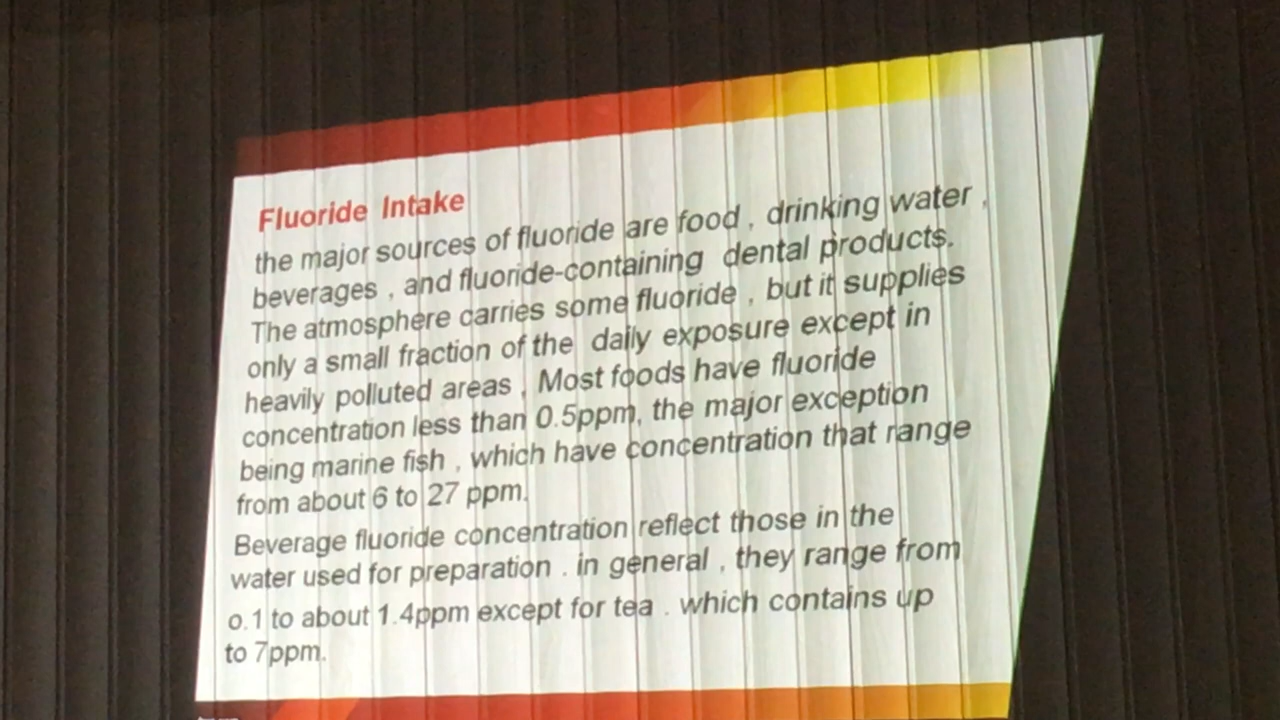 Fluoride Intake
the major sources of fluoride are food , drinking water ,
beverages , and fluoride-containing dental products.
The atmosphere carries some fluoride , but it supplies
only a small fraction of the daily exposure except in
heavily polluted areas , Most foods have fluoride
concentration less than 0.5ppm, the major exception
being marine fish , which have concentration that range
from about 6 to 27 ppm.
Beverage fluoride concentration reflect those in the
water used for preparation . in general , they range from
o.1 to about 1.4ppm except for tea . which contains up
to 7ppm.